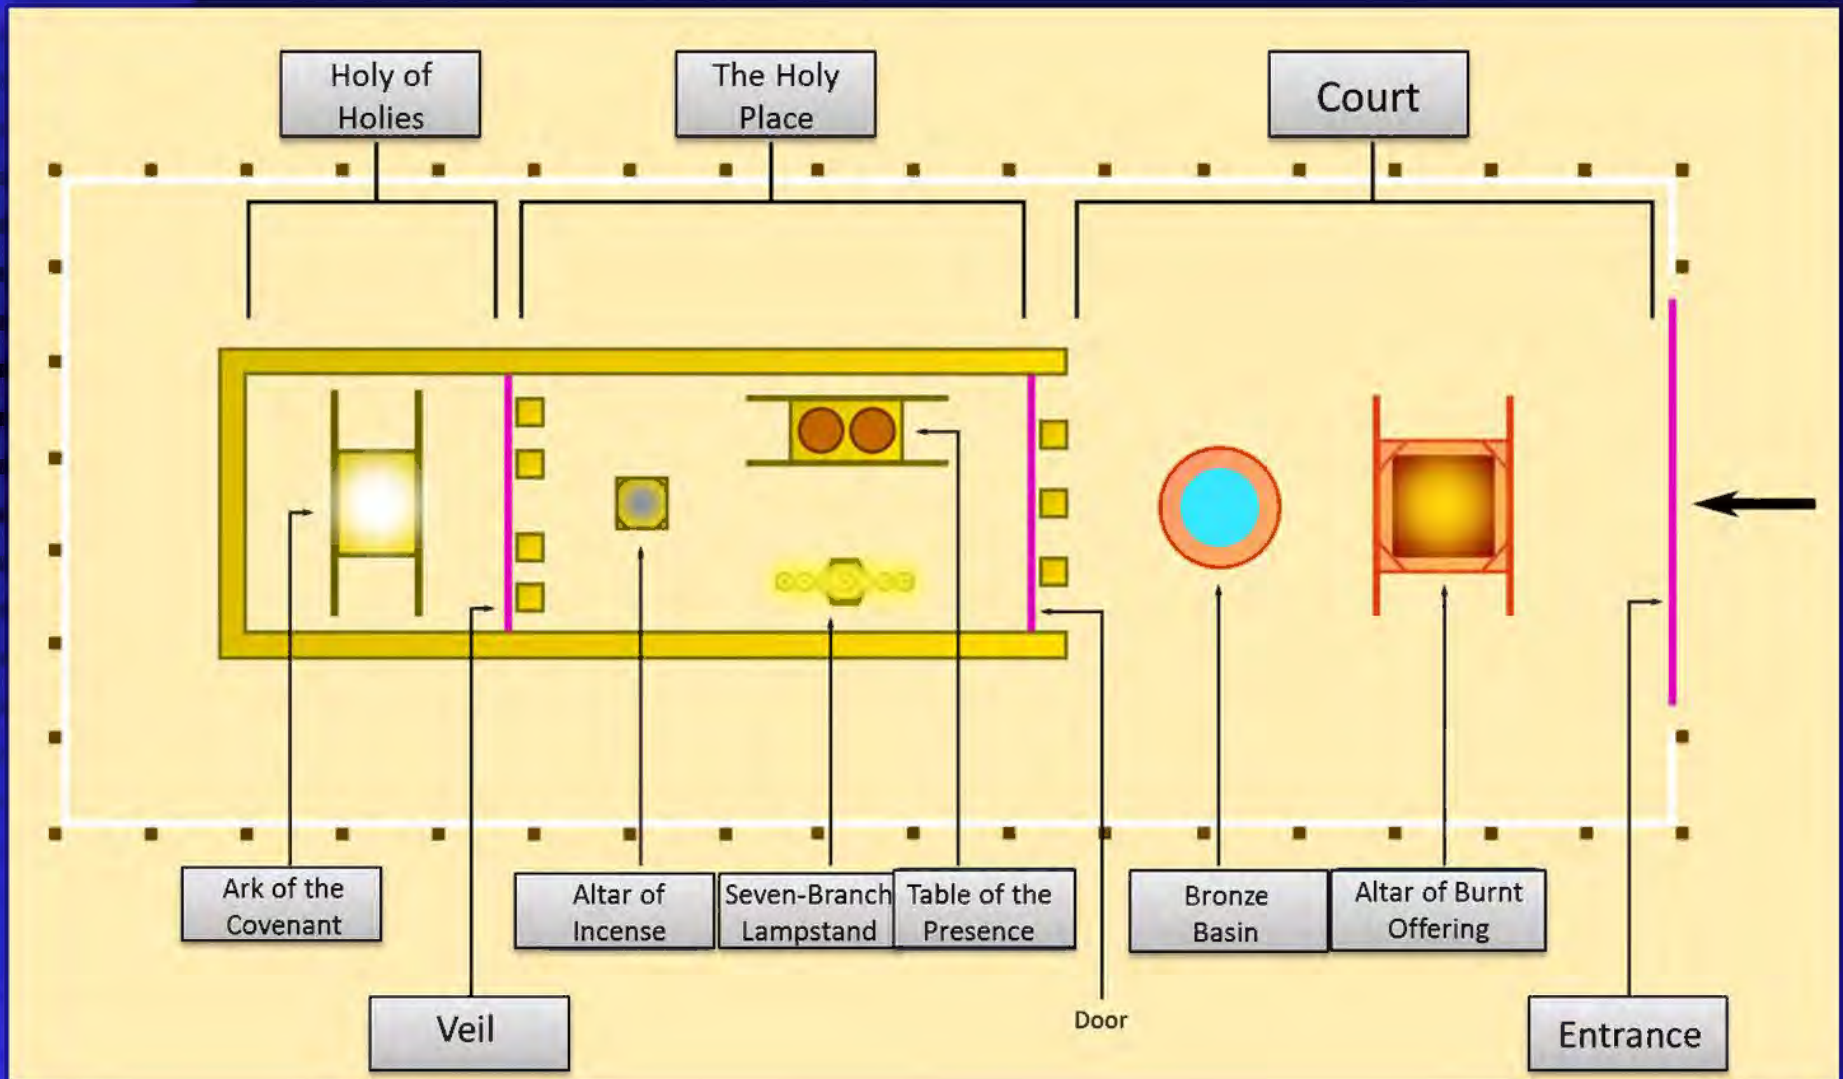 Holy of
Holies
The Holy
Place
Court
Ark of the
Covenant
Altar of
Incense
Seven-Branch
Lampstand
Table of the
Presence
Bronze
Basin
Altar of Burnt
Offering
Veil
Door
Entrance